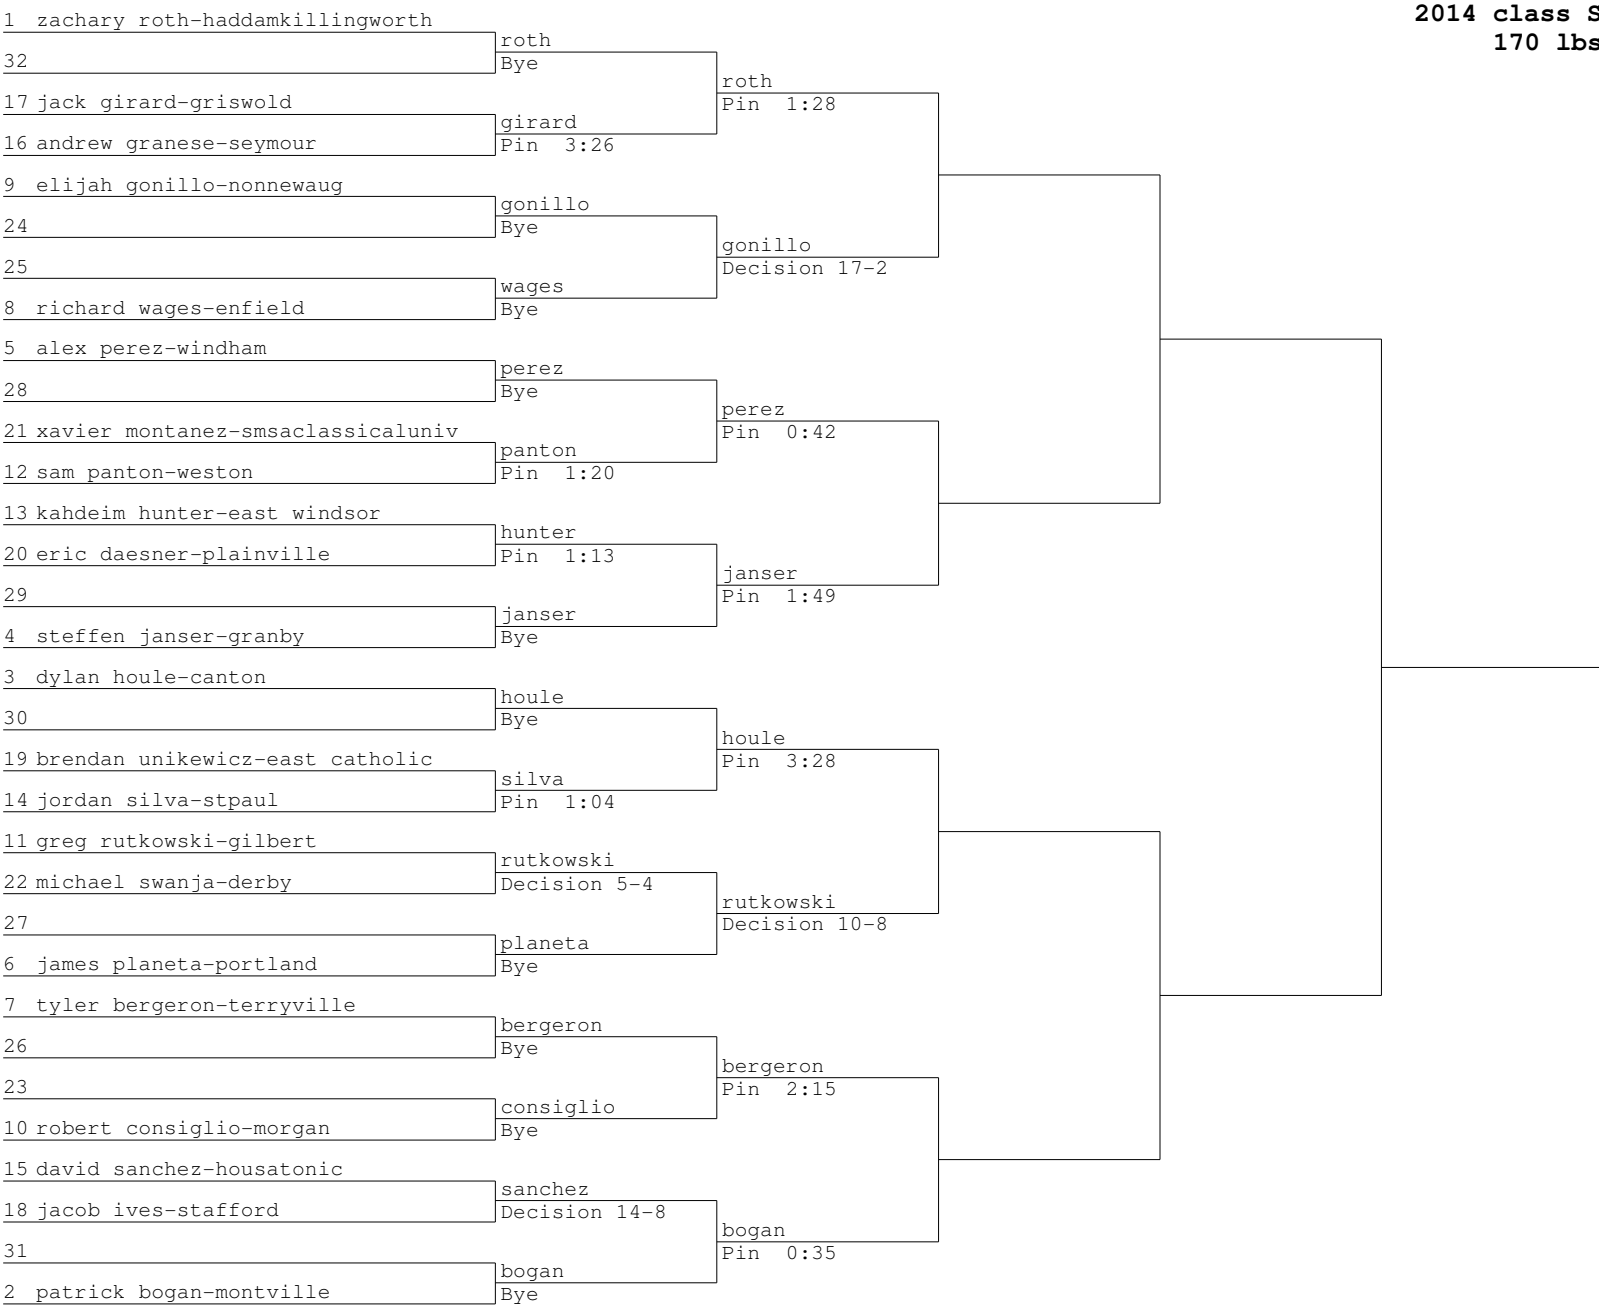 2014 class S
170 lbs
1 zachary roth-haddamkillingworth
32
17 jack girard-griswold
16 andrew granese-seymour
9 elijah gonillo-nonnewaug
24
25
8 richard wages-enfield
5 alex perez-windham
28
21 xavier montanez-smsaclassicaluniv
12 sam panton-weston
13 kahdeim hunter-east windsor
20 eric daesner-plainville
29
4 steffen janser-granby
3 dylan houle-canton
30
19 brendan unikewicz-east catholic
14 jordan silva-stpaul
11 greg rutkowski-gilbert
22 michael swanja-derby
27
6 james planeta-portland
7 tyler bergeron-terryville
26
23
10 robert consiglio-morgan
15 david sanchez-housatonic
18 jacob ives-stafford
31
2 patrick bogan-montville
roth
Bye
girard
Pin 3:26
gonillo
Bye
wages
Bye
perez
Bye
panton
Pin 1:20
hunter
Pin 1:13
janser
Bye
houle
Bye
silva
Pin 1:04
rutkowski
Decision 5-4
planeta
Bye
bergeron
Bye
consiglio
Bye
sanchez
Decision 14-8
bogan
Bye
roth
Pin 1:28
gonillo
Decision 17-2
perez
Pin 0:42
janser
Pin 1:49
houle
Pin 3:28
rutkowski
Decision 10-8
bergeron
Pin 2:15
bogan
Pin 0:35